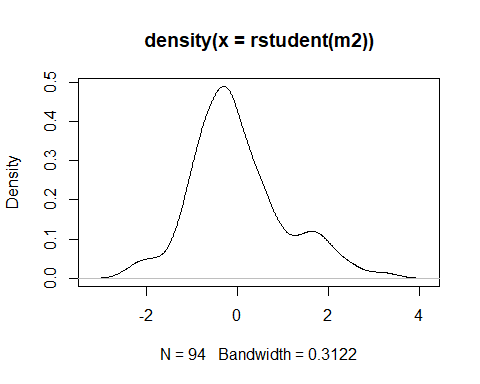 density(x = rstudent(m2))
Density
0.5
0.4
0.3
0.2
0.1
0.0
-2 0 2 4
N = 94 Bandwidth = 0.3122